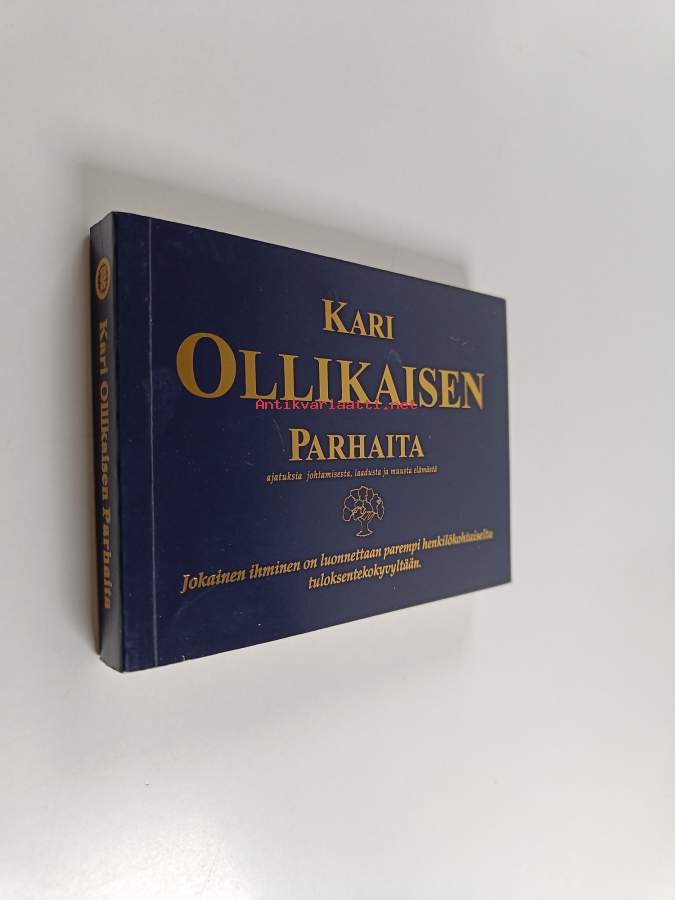 Kari Ollikaisen Parhaita
KARI
OLLIKAISEN
Antikvariaatti.net
PARHAITA
ajatuksia johtamisesta, laadusta ja muusta elämästä
Jokainen ihminen on luonnettaan parempi henkilökohtaiselta
tuloksentekokyvyltään.